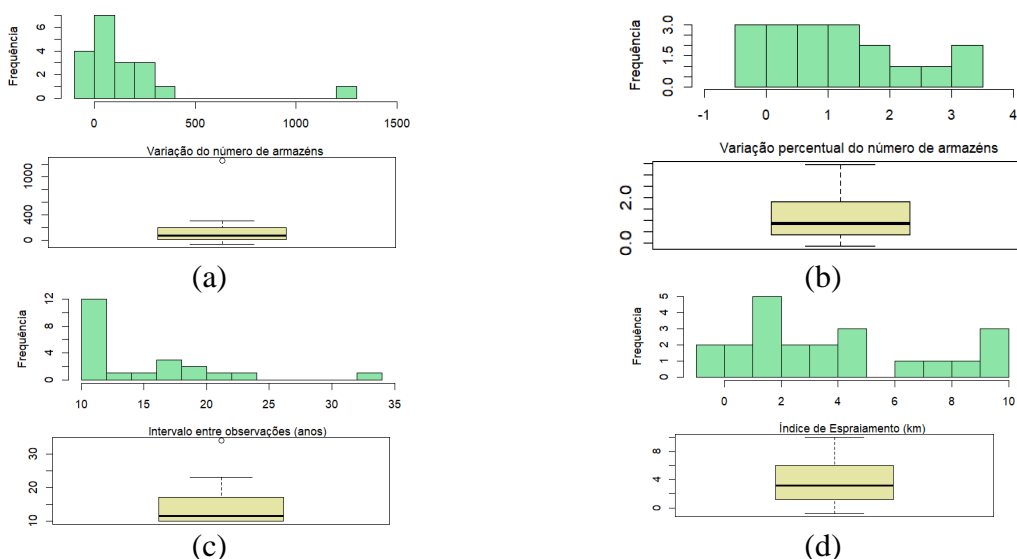 Frequência
0 2 4 6
0 500 1000 1500
Variação do número de armazéns
0 400 1000
(a)
Frequência
0.0 1.5 3.0
-1 0 1 2 3 4
Variação percentual do número de armazéns
0.0 2.0
(b)
Frequência
0 4 8 12
10 15 20 25 30 35
Intervalo entre observações (anos)
10 20 30
(c)
Frequência
0 1 2 3 4 5
0 2 4 6 8 10
Índice de Espraiamento (km)
0 4 8
(d)